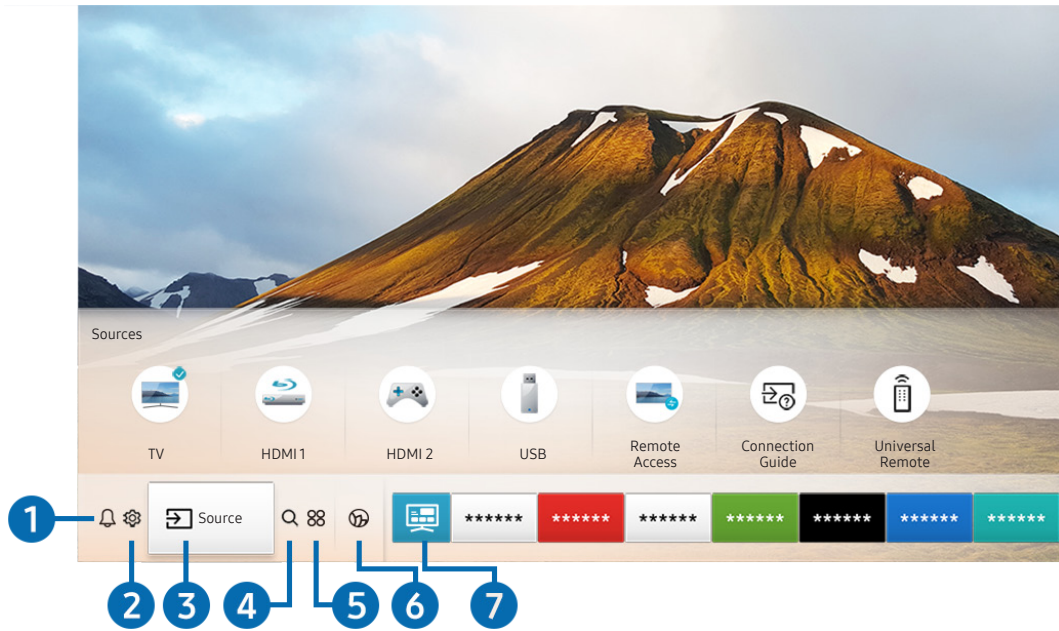 Sources
TV
HDMI 1
HDMI 2
USB
Remote
Access
Connection
Guide
Universal
Remote
1
Source
******
******
******
******
******
******
******
2
3
4
5
6
7